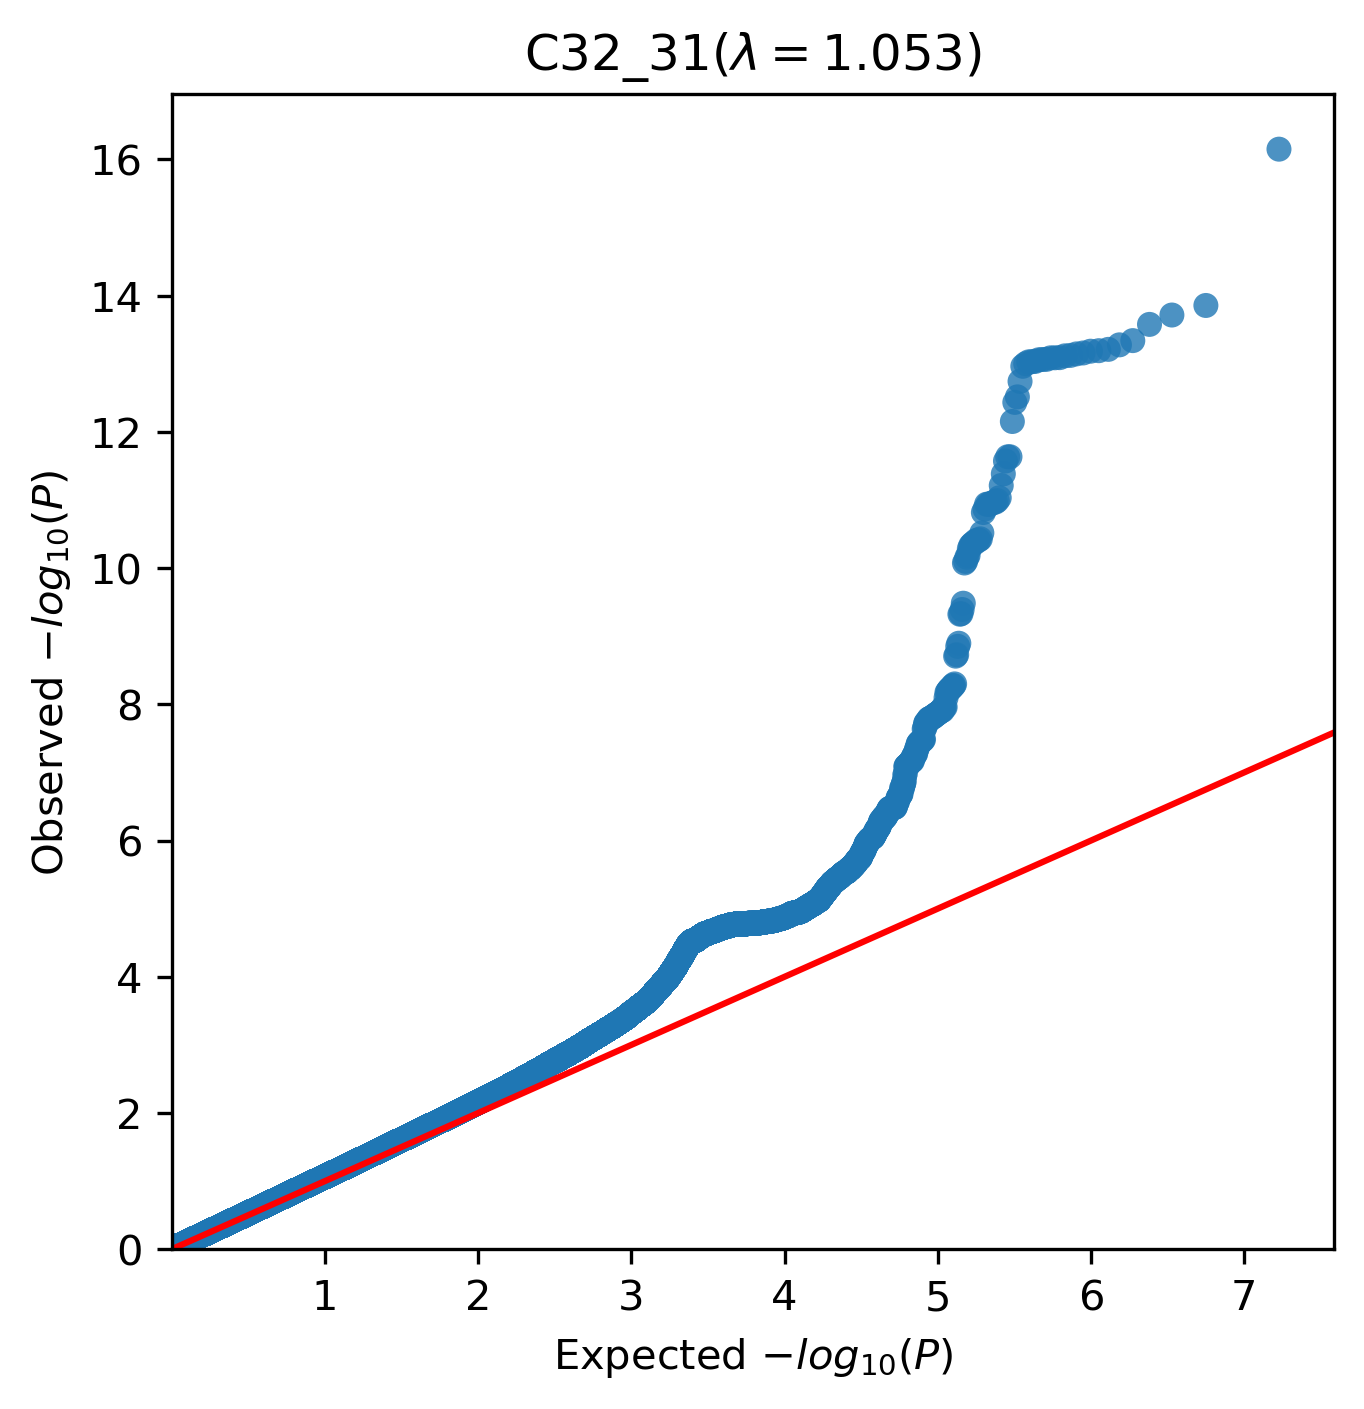 C32_31(λ = 1.053)
Observed −log₁₀(P)
16
14
12
10
8
6
4
2
0
1 2 3 4 5 6 7
Expected −log₁₀(P)